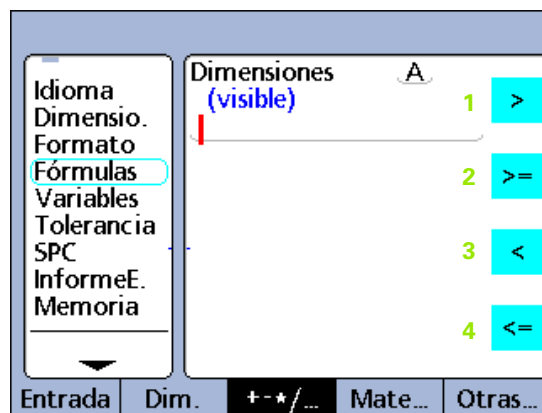 Idioma
Dimensio.
Formato
Fórmulas
Variables
Tolerancia
SPC
InformeE.
Memoria
Dimensiones A
(visible)
1 >
2 >=
3 <
4 <=
Entrada Dim. +-*/... Mate... Otras...